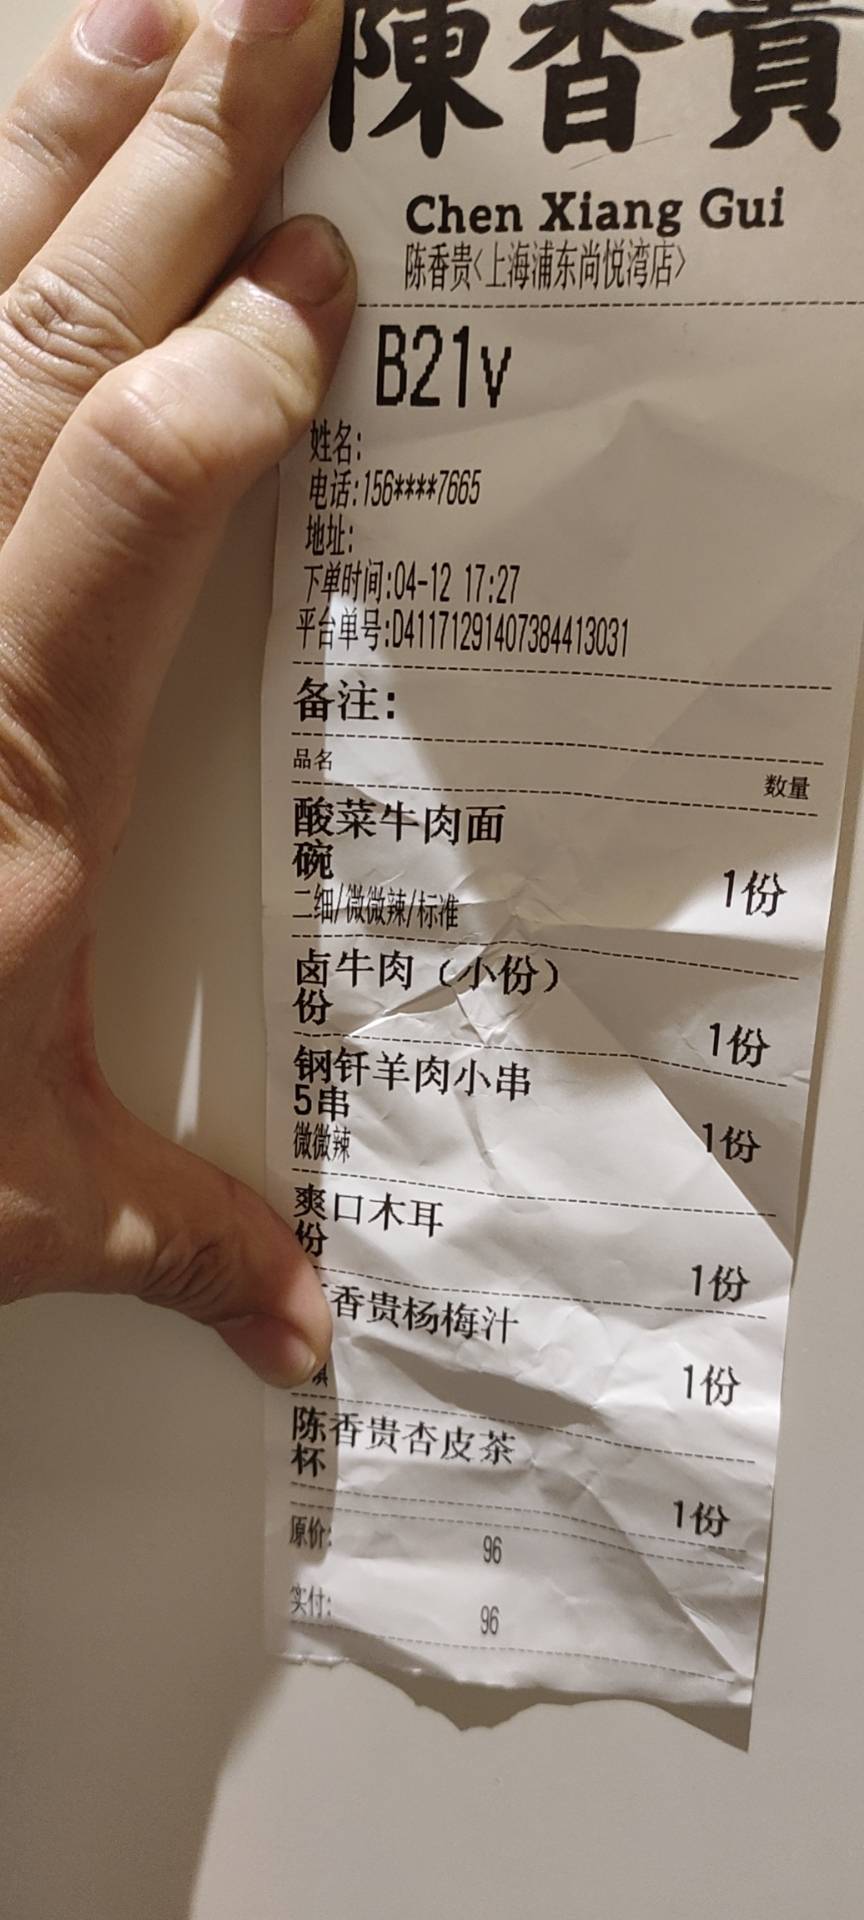 陳香貴
Chen Xiang Gui
陈香贵<上海浦东尚悦湾店>
B21v
姓名:
电话:156****7665
地址:
下单时间:04-12 17:27
平台单号:D41171291407384413031
备注:
品名 数量
酸菜牛肉面
碗 1份
二细/微微辣/标准
卤牛肉（小份）
份 1份
钢钎羊肉小串
5串 1份
微微辣
爽口木耳
份 1份
香贵杨梅汁
1份
陈香贵杏皮茶
杯 1份
原价: 96
实付: 96